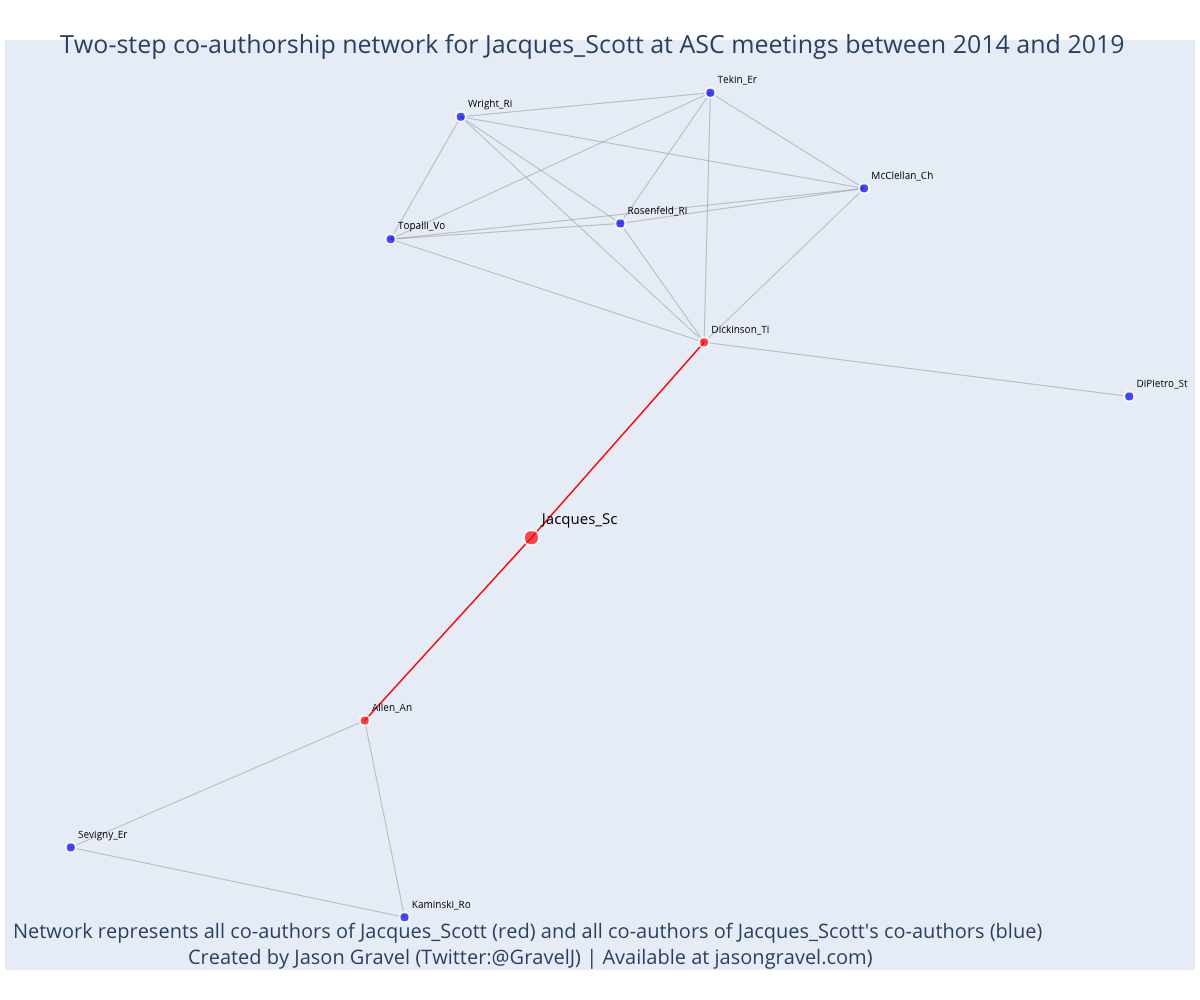 Two-step co-authorship network for Jacques_Scott at ASC meetings between 2014 and 2019
Tekin_Er
Wright_Ri
McClellan_Ch
Rosenfeld_Ri
Topalli_Vo
Dickinson_Ti
DiPietro_St
Jacques_Sc
Allen_An
Sevigny_Er
Kaminski_Ro
Network represents all co-authors of Jacques_Scott (red) and all co-authors of Jacques_Scott's co-authors (blue)
Created by Jason Gravel (Twitter:@GravelJ) | Available at jasongravel.com)